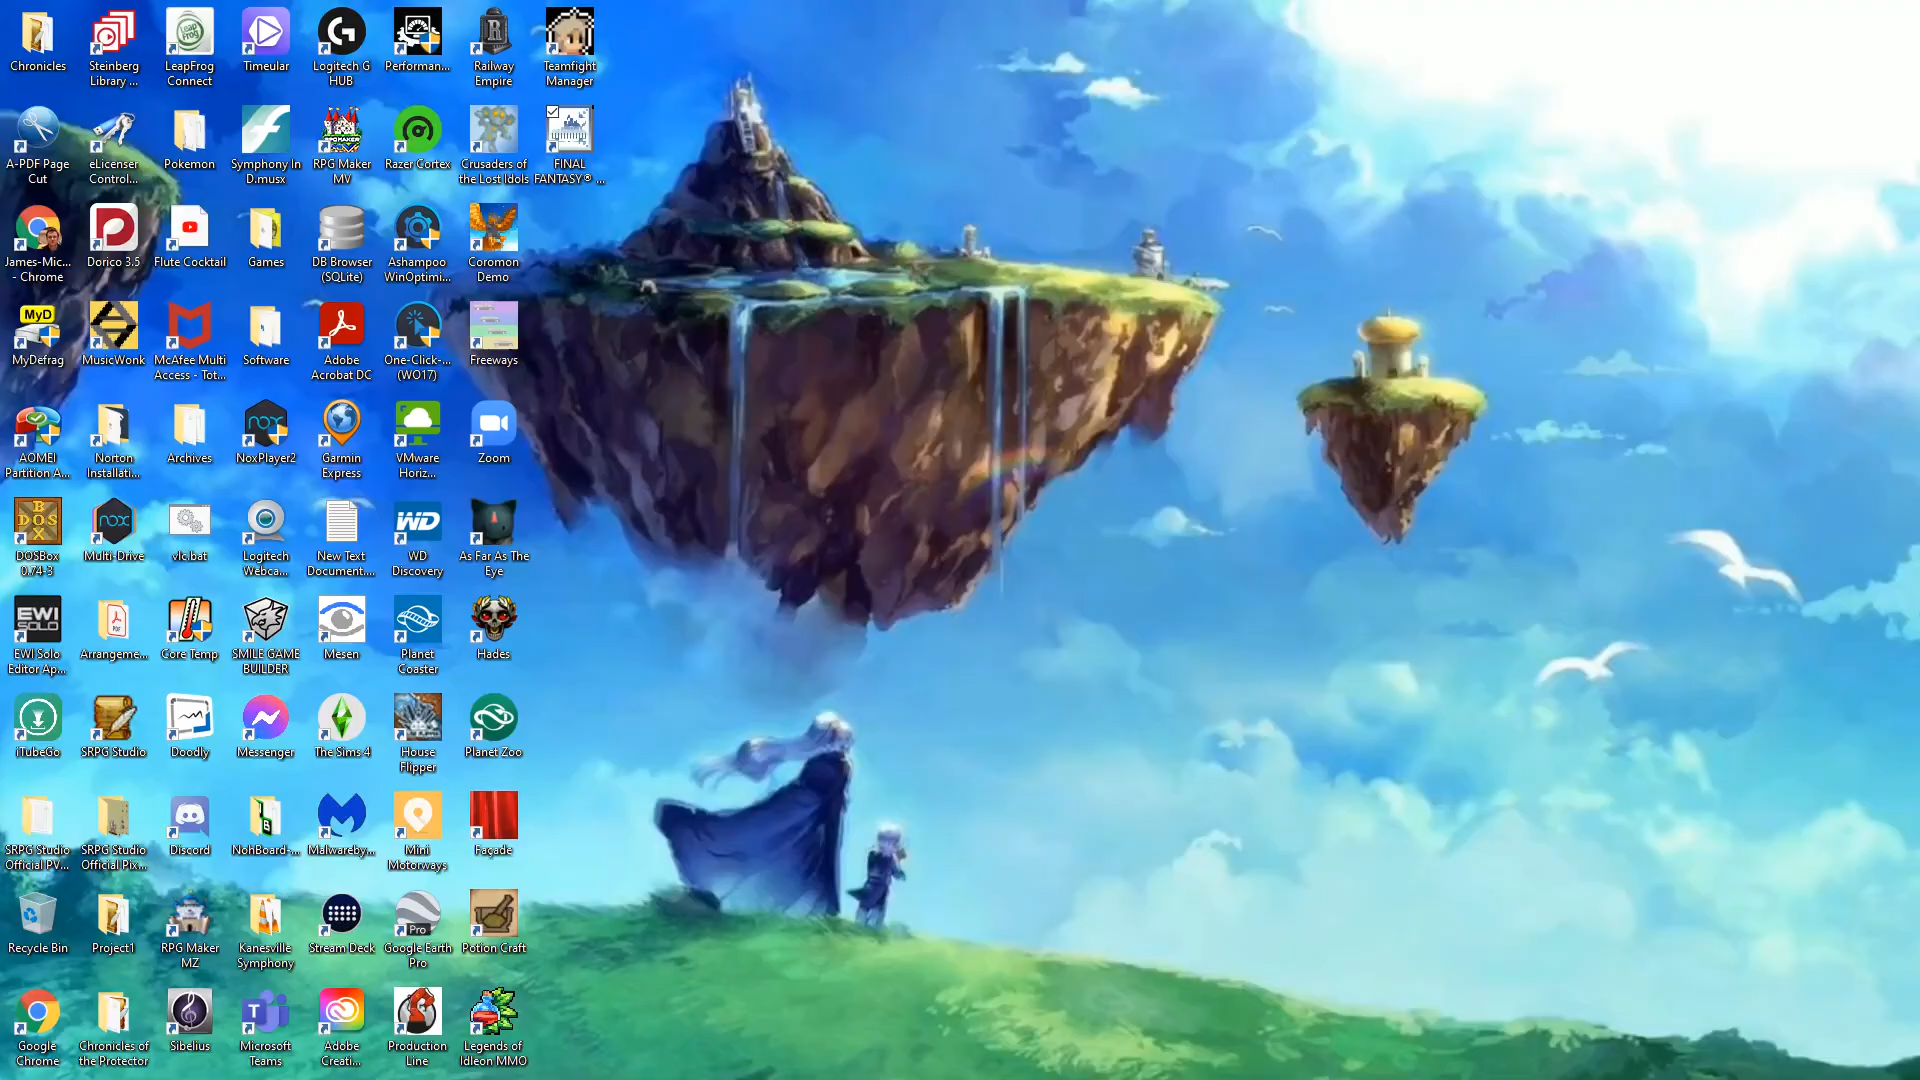 Chronicles
Steinberg
Library ...
LeapFrog
Connect
Timeular
Logitech G
HUB
Performan...
Railway
Empire
Teamfight
Manager
A-PDF Page
Cut
eLicenser
Control...
Pokemon
Symphony In
D.musx
RPG Maker
MV
Razer Cortex
Crusaders of
the Lost Idols
FINAL
FANTASY® ...
James-Mic...
- Chrome
Dorico 3.5
Flute Cocktail
Games
DB Browser
(SQLite)
Ashampoo
WinOptimi...
Coromon
Demo
MyD
MyDefrag
MusicWonk
McAfee Multi
Access - Tot...
Software
Adobe
Acrobat DC
One-Click-...
(WO17)
Freeways
AOMEI
Partition A...
Norton
Installati...
Archives
nox
NoxPlayer2
Garmin
Express
VMware
Horiz...
Zoom
DOSBox
0.74-3
nox
Multi-Drive
vlc.bat
Logitech
Webca...
New Text
Document....
WD
WD
Discovery
As Far As The
Eye
EWI
SOLO
EWI Solo
Editor Ap...
Arrangeme...
Core Temp
SMILE GAME
BUILDER
Mesen
Planet
Coaster
Hades
iTubeGo
SRPG Studio
Doodly
Messenger
The Sims 4
House
Flipper
Planet Zoo
SRPG Studio
Official PV...
SRPG Studio
Official Pix...
Discord
NohBoard-...
Malwareby...
Mini
Motorways
Façade
Recycle Bin
Project1
RPG Maker
MZ
Kanesville
Symphony
Stream Deck
Pro
Google Earth
Pro
Potion Craft
Google
Chrome
Chronicles of
the Protector
Sibelius
Microsoft
Teams
Adobe
Creati...
Production
Line
Legends of
Idleon MMO